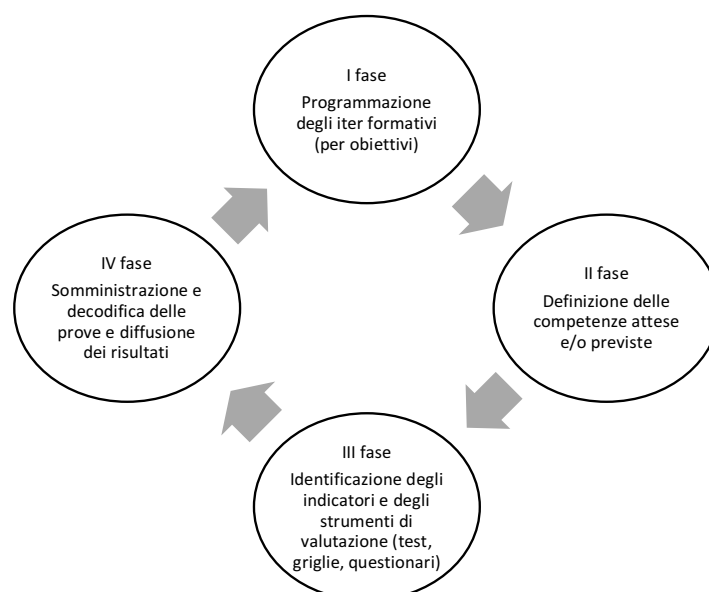 I fase
Programmazione
degli iter formativi
(per obiettivi)
II fase
Definizione delle
competenze attese
e/o previste
III fase
Identificazione degli
indicatori e degli
strumenti di
valutazione (test,
griglie, questionari)
IV fase
Somministrazione e
decodifica delle
prove e diffusione
dei risultati